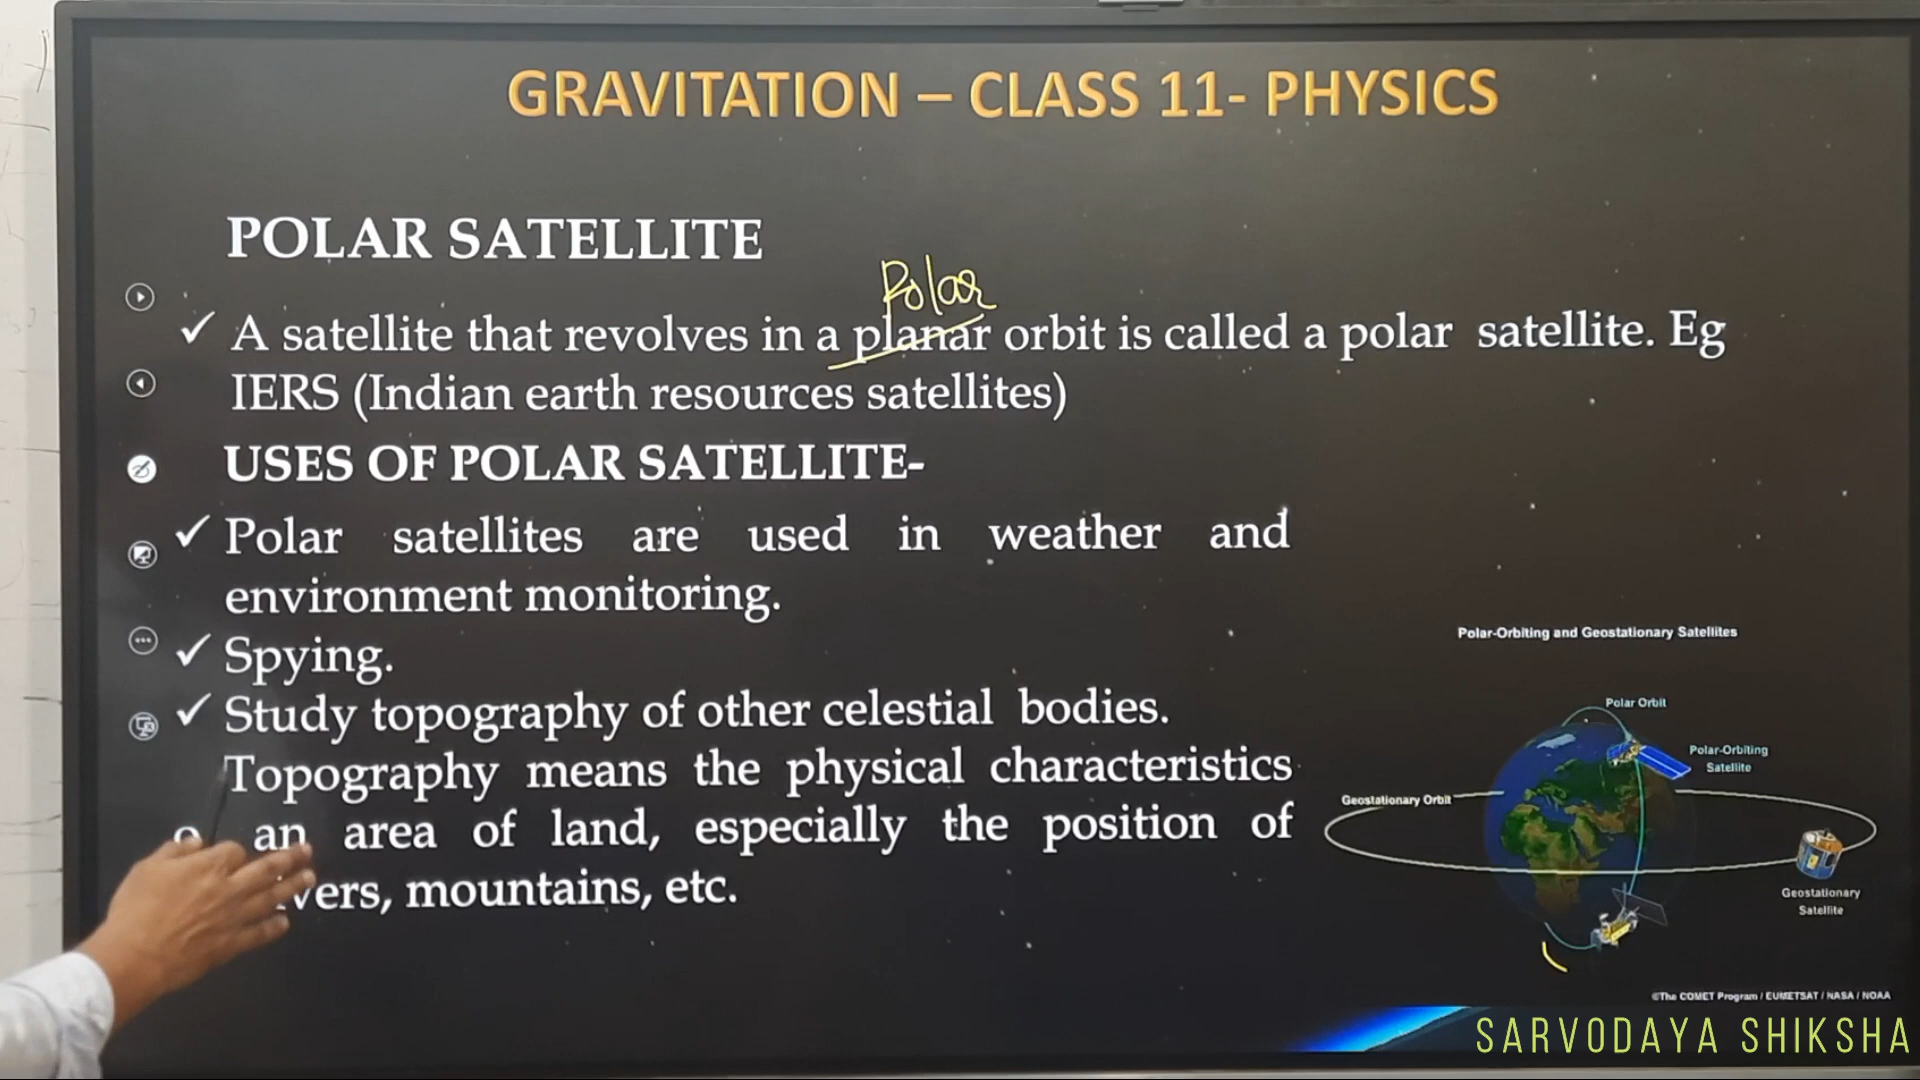 GRAVITATION – CLASS 11- PHYSICS
POLAR SATELLITE
Polar
✓ A satellite that revolves in a planar orbit is called a polar satellite. Eg
IERS (Indian earth resources satellites)
USES OF POLAR SATELLITE-
✓ Polar satellites are used in weather and
environment monitoring.
✓ Spying.
✓ Study topography of other celestial bodies.
Topography means the physical characteristics
an area of land, especially the position of
mountains, etc.
Polar-Orbiting and Geostationary Satellites
Polar Orbit
Polar-Orbiting
Satellite
Geostationary Orbit
Geostationary
Satellite
©The COMET Program / EUMETSAT / NASA / NOAA
SARVODAYA SHIKSHA